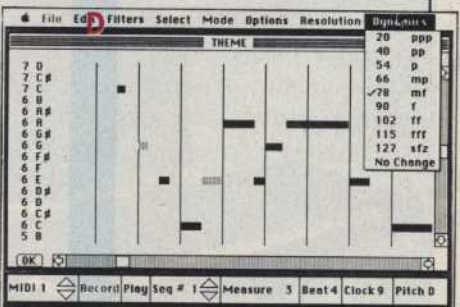 File Edit Filters Select Mode Options Resolution Dynamics
D
THEME
20 ppp
40 pp
54 p
66 mp
✓78 mf
90 f
102 ff
115 fff
127 sfz
No Change
7 D
7 C#
7 C
6 B
6 A#
6 A
6 G#
6 G
6 F#
6 F
6 E
6 D#
6 D
6 C#
6 C
5 B
OK
MIDI 1 Record Play Seq # 1 Measure 3 Beat 4 Clock 9 Pitch D